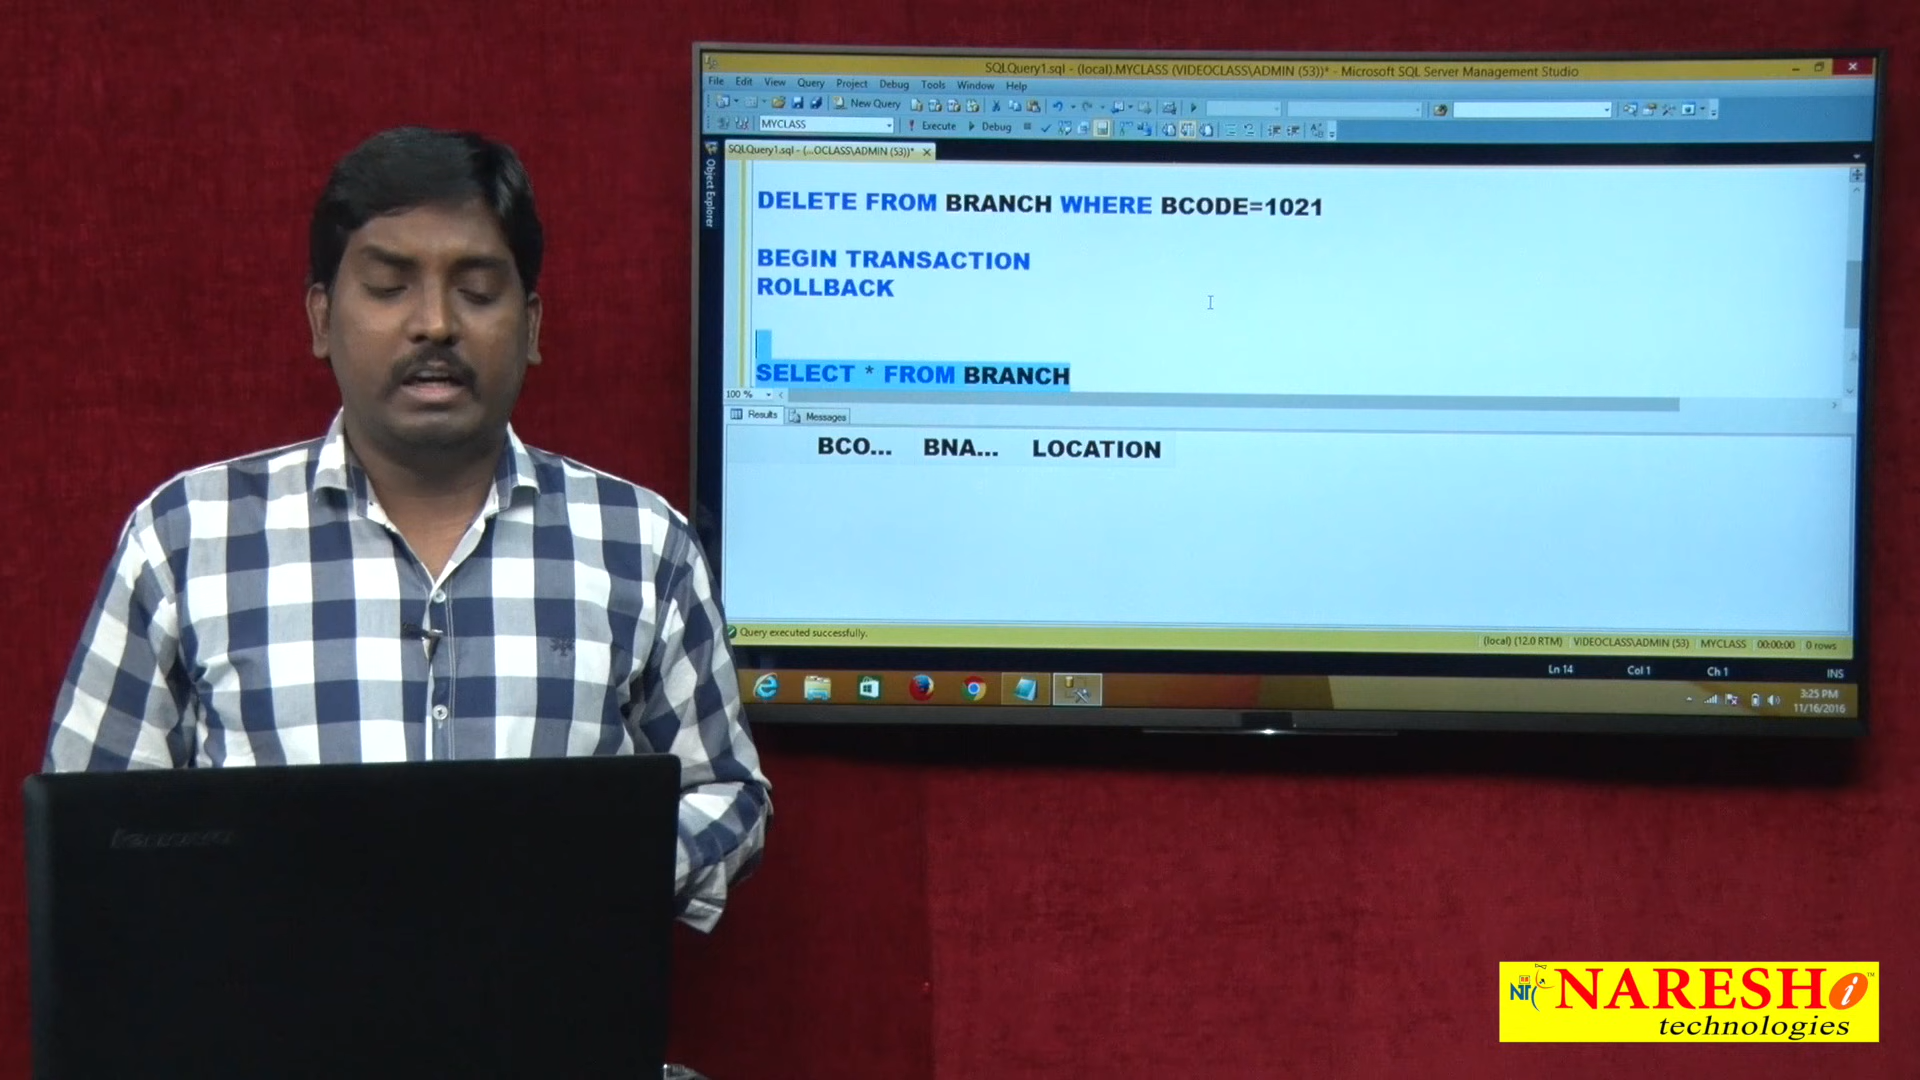 SQLQuery1.sql - (local).MYCLASS (VIDEOCLASS\ADMIN (53))* - Microsoft SQL Server Management Studio
File Edit View Query Project Debug Tools Window Help
New Query
MYCLASS Execute Debug
SQLQuery1.sql - (...OCLASS\ADMIN (53))*
Object Explorer
DELETE FROM BRANCH WHERE BCODE=1021
BEGIN TRANSACTION
ROLLBACK
SELECT * FROM BRANCH
100 %
Results Messages
BCO... BNA... LOCATION
Query executed successfully. (local) (12.0 RTM) VIDEOCLASS\ADMIN (53) MYCLASS 00:00:00 0 rows
Ln 14 Col 1 Ch 1 INS
3:25 PM
11/16/2016
NARESH i
technologies